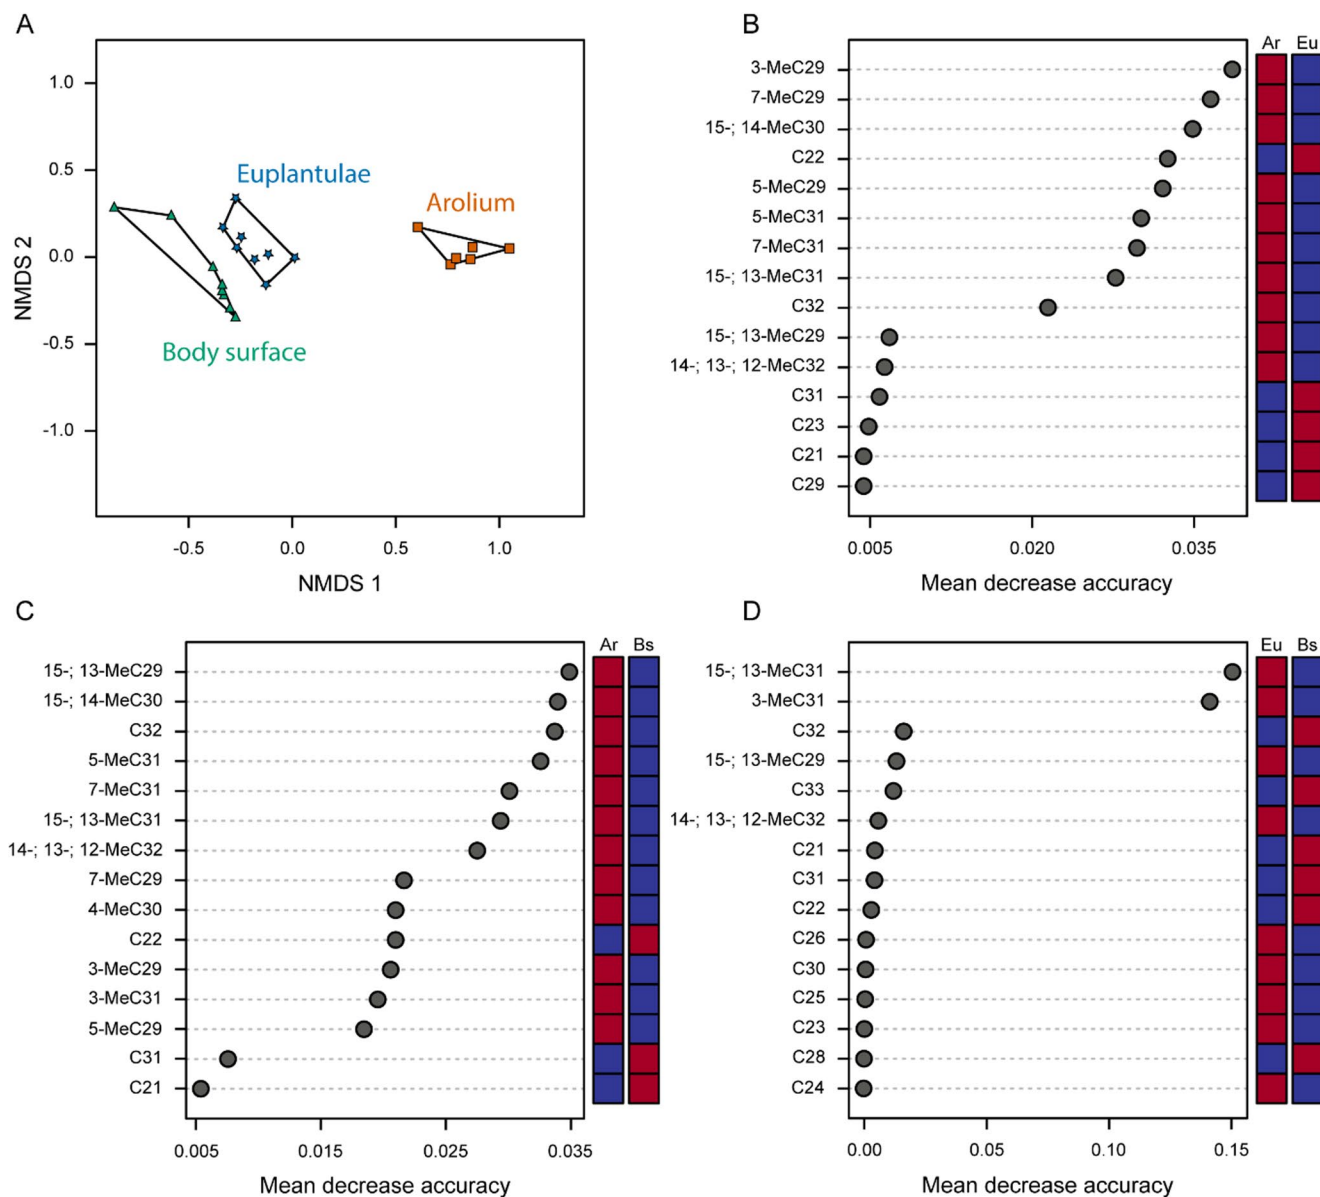 A
NMDS 2
1.0
0.5
0.0
-0.5
-1.0
Euplantulae
Arolium
Body surface
-0.5 0.0 0.5 1.0
NMDS 1
B
Ar Eu
3-MeC29
7-MeC29
15-; 14-MeC30
C22
5-MeC29
5-MeC31
7-MeC31
15-; 13-MeC31
C32
15-; 13-MeC29
14-; 13-; 12-MeC32
C31
C23
C21
C29
0.005 0.020 0.035
Mean decrease accuracy
C
Ar Bs
15-; 13-MeC29
15-; 14-MeC30
C32
5-MeC31
7-MeC31
15-; 13-MeC31
14-; 13-; 12-MeC32
7-MeC29
4-MeC30
C22
3-MeC29
3-MeC31
5-MeC29
C31
C21
0.005 0.015 0.025 0.035
Mean decrease accuracy
D
Eu Bs
15-; 13-MeC31
3-MeC31
C32
15-; 13-MeC29
C33
14-; 13-; 12-MeC32
C21
C31
C22
C26
C30
C25
C23
C28
C24
0.00 0.05 0.10 0.15
Mean decrease accuracy